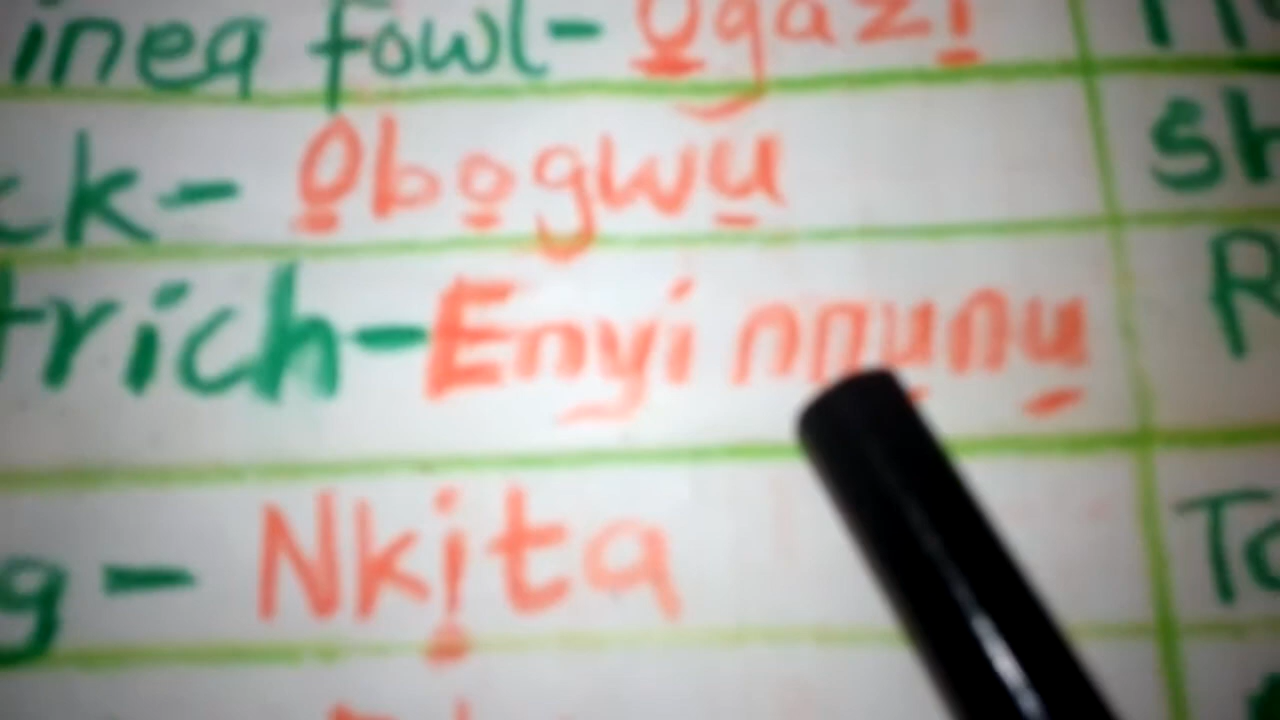 inea fowl- Ọgazị
ck- Ọbọgwụ
trich- Enyi nnụnụ
g- Nkịta